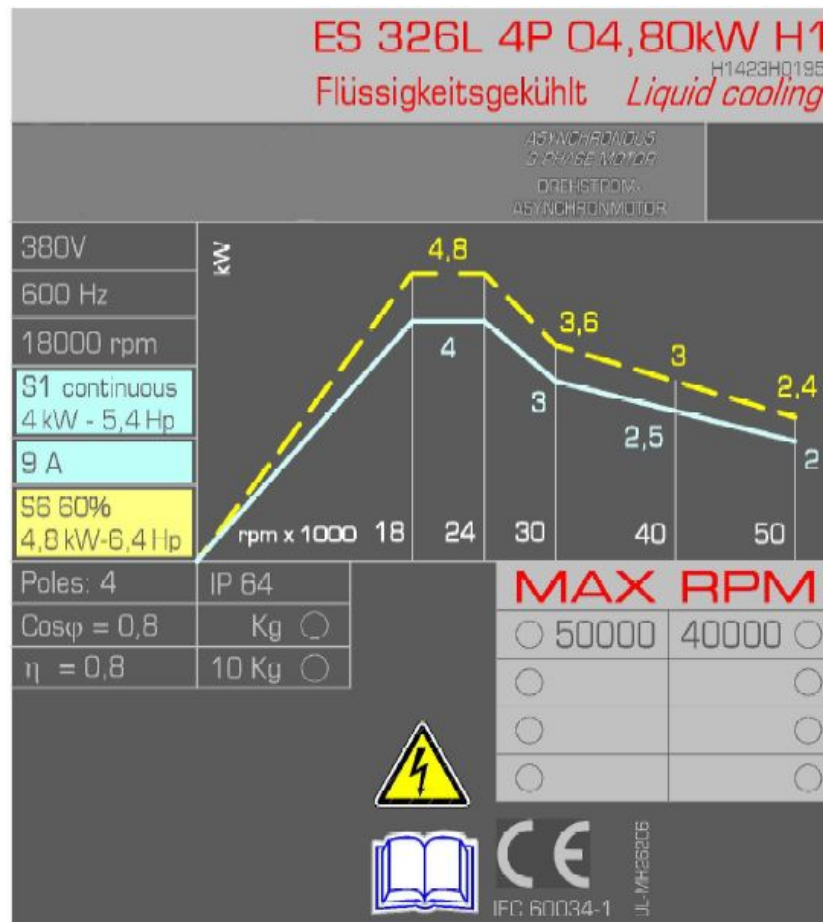 ES 326L 4P 04,80kW H1
H1423H0195
Flüssigkeitsgekühlt Liquid cooling
ASYNCHRONOUS
3 PHASE MOTOR
DREHSTROM-
ASYNCHRONMOTOR
380V
600 Hz
18000 rpm
S1 continuous
4 kW - 5,4 Hp
9 A
S6 60%
4,8 kW-6,4 Hp
kW
4,8
3,6
4
3
2,4
3
2,5
2
rpm x 1000 18 24 30 40 50
Poles: 4 IP 64
Cosφ = 0,8 Kg
η = 0,8 10 Kg
MAX RPM
50000 40000
CE
IEC 60034-1
UL-MH26206